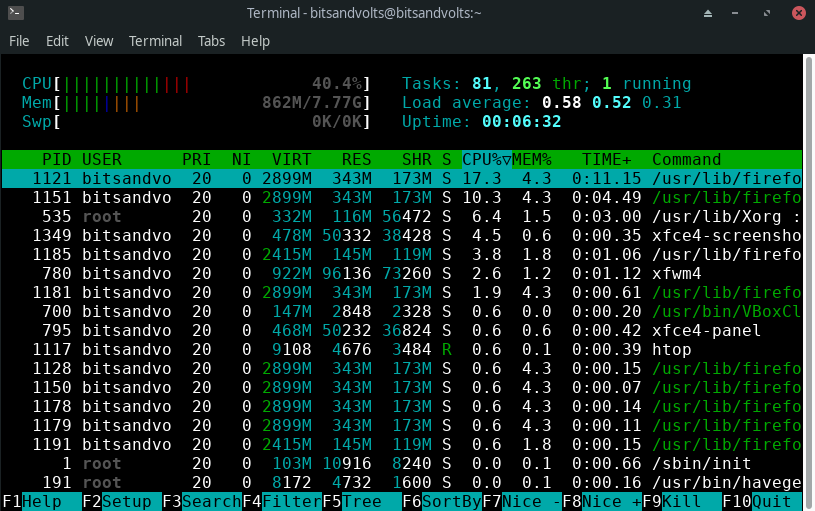 Terminal - bitsandvolts@bitsandvolts:~
File Edit View Terminal Tabs Help
CPU[||||||||||||| 40.4%] Tasks: 81, 263 thr; 1 running
Mem[|||||||| 862M/7.77G] Load average: 0.58 0.52 0.31
Swp[ 0K/0K] Uptime: 00:06:32
PID USER PRI NI VIRT RES SHR S CPU%▽MEM% TIME+ Command
1121 bitsandvo 20 0 2899M 343M 173M S 17.3 4.3 0:11.15 /usr/lib/firefo
1151 bitsandvo 20 0 2899M 343M 173M S 10.3 4.3 0:04.49 /usr/lib/firefo
535 root 20 0 332M 116M 56472 S 6.4 1.5 0:03.00 /usr/lib/Xorg :
1349 bitsandvo 20 0 478M 50332 38428 S 4.5 0.6 0:00.35 xfce4-screensho
1185 bitsandvo 20 0 2415M 145M 119M S 3.8 1.8 0:01.06 /usr/lib/firefo
780 bitsandvo 20 0 922M 96136 73260 S 2.6 1.2 0:01.12 xfwm4
1181 bitsandvo 20 0 2899M 343M 173M S 1.9 4.3 0:00.61 /usr/lib/firefo
700 bitsandvo 20 0 147M 2848 2328 S 0.6 0.0 0:00.20 /usr/bin/VBoxCl
795 bitsandvo 20 0 468M 50232 36824 S 0.6 0.6 0:00.42 xfce4-panel
1117 bitsandvo 20 0 9108 4676 3484 R 0.6 0.1 0:00.39 htop
1128 bitsandvo 20 0 2899M 343M 173M S 0.6 4.3 0:00.15 /usr/lib/firefo
1150 bitsandvo 20 0 2899M 343M 173M S 0.6 4.3 0:00.07 /usr/lib/firefo
1178 bitsandvo 20 0 2899M 343M 173M S 0.6 4.3 0:00.14 /usr/lib/firefo
1179 bitsandvo 20 0 2899M 343M 173M S 0.6 4.3 0:00.11 /usr/lib/firefo
1191 bitsandvo 20 0 2415M 145M 119M S 0.6 1.8 0:00.15 /usr/lib/firefo
1 root 20 0 103M 10916 8240 S 0.0 0.1 0:00.66 /sbin/init
191 root 20 0 8172 4732 1600 S 0.0 0.1 0:00.16 /usr/bin/havege
F1Help F2Setup F3SearchF4FilterF5Tree F6SortByF7Nice -F8Nice +F9Kill F10Quit